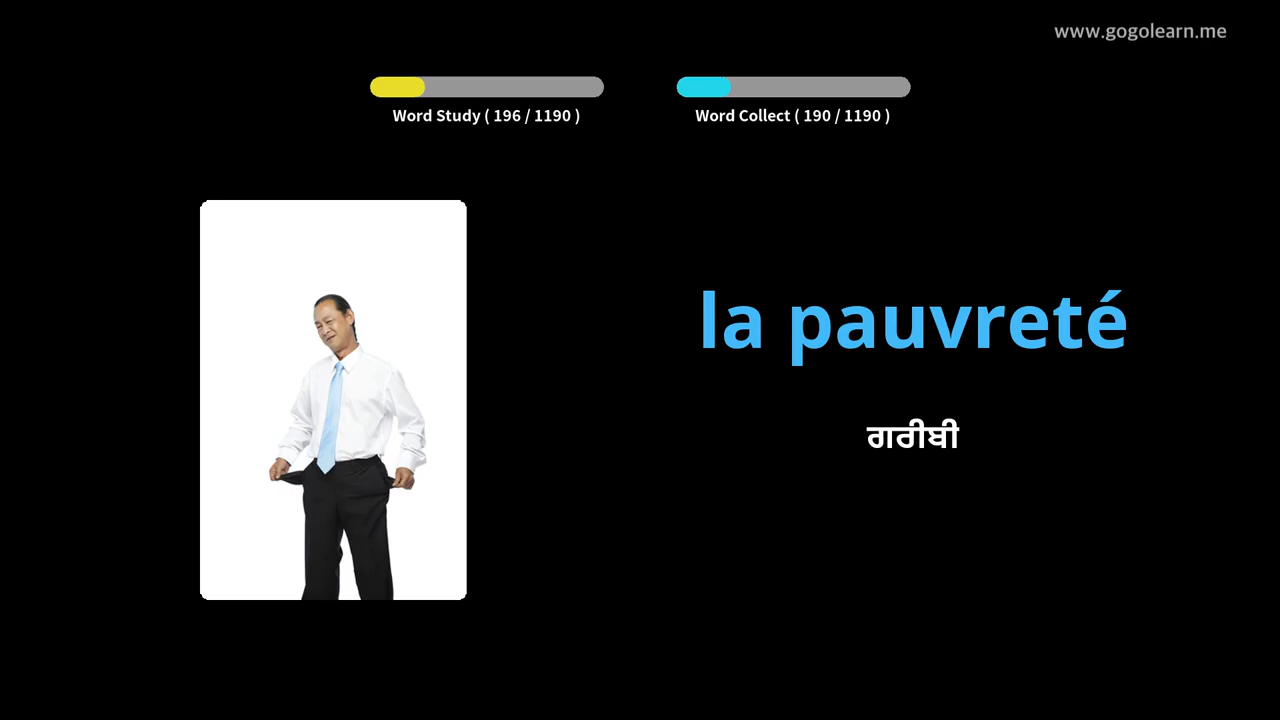 www.gogolearn.me
Word Study ( 196 / 1190 )
Word Collect ( 190 / 1190 )
la pauvreté
ਗਰੀਬੀ